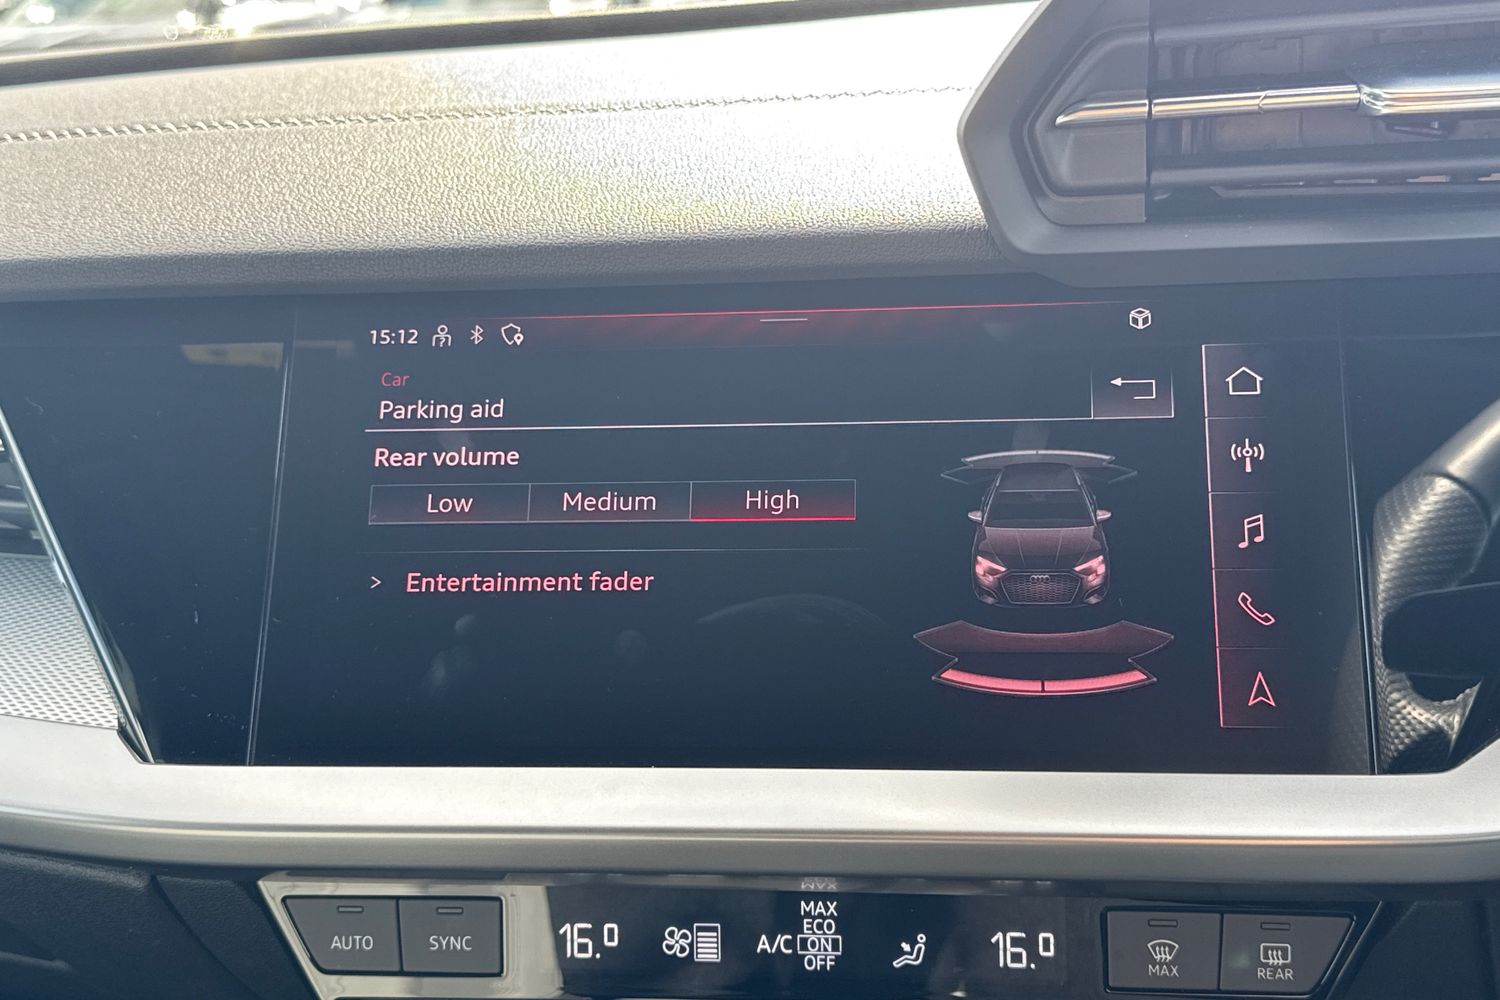 15:12
Car
Parking aid
Rear volume
Low Medium High
> Entertainment fader
MAX
ECO
AUTO SYNC 16.0 A/C ON 16.0 MAX REAR
OFF